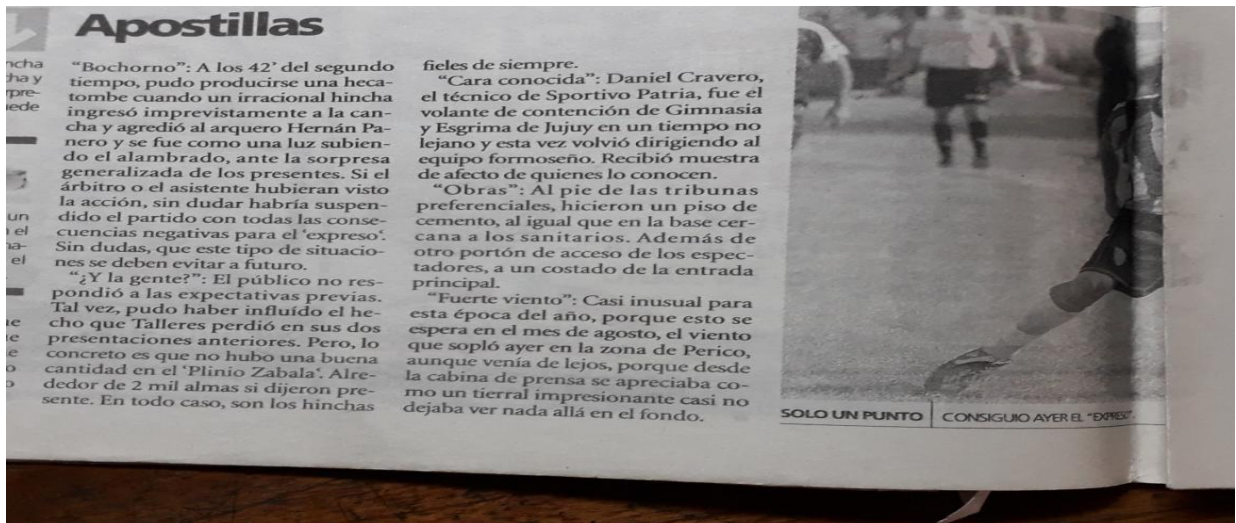 Apostillas
“Bochorno”: A los 42’ del segundo
tiempo, pudo producirse una heca-
tombe cuando un irracional hincha
ingresó imprevistamente a la can-
cha y agredió al arquero Hernán Pa-
nero y se fue como una luz subien-
do el alambrado, ante la sorpresa
generalizada de los presentes. Si el
árbitro o el asistente hubieran visto
la acción, sin dudar habría suspen-
dido el partido con todas las conse-
cuencias negativas para el ‘expreso’.
Sin dudas, que este tipo de situacio-
nes se deben evitar a futuro.
“¿Y la gente?”: El público no res-
pondió a las expectativas previas.
Tal vez, pudo haber influído el he-
cho que Talleres perdió en sus dos
presentaciones anteriores. Pero, lo
concreto es que no hubo una buena
cantidad en el ‘Plinio Zabala’. Alre-
dedor de 2 mil almas si dijeron pre-
sente. En todo caso, son los hinchas
fieles de siempre.
“Cara conocida”: Daniel Cravero,
el técnico de Sportivo Patria, fue el
volante de contención de Gimnasia
y Esgrima de Jujuy en un tiempo no
lejano y esta vez volvió dirigiendo al
equipo formoseño. Recibió muestra
de afecto de quienes lo conocen.
“Obras”: Al pie de las tribunas
preferenciales, hicieron un piso de
cemento, al igual que en la base cer-
cana a los sanitarios. Además de
otro portón de acceso de los espec-
tadores, a un costado de la entrada
principal.
“Fuerte viento”: Casi inusual para
esta época del año, porque esto se
espera en el mes de agosto, el viento
que sopló ayer en la zona de Perico,
aunque venía de lejos, porque desde
la cabina de prensa se apreciaba co-
mo un tierral impresionante casi no
dejaba ver nada allá en el fondo.
SOLO UN PUNTO CONSIGUIO AYER EL “EXPRESO”.